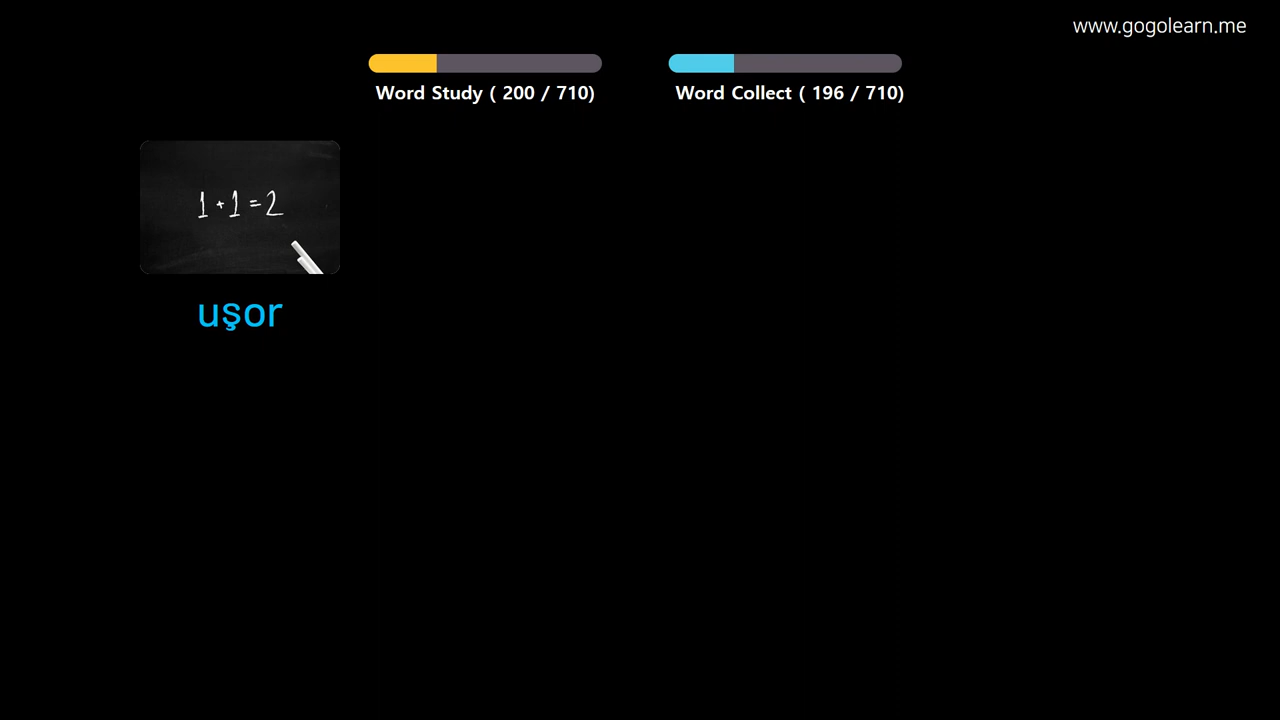 www.gogolearn.me
Word Study ( 200 / 710)
Word Collect ( 196 / 710)
1 + 1 = 2
uşor